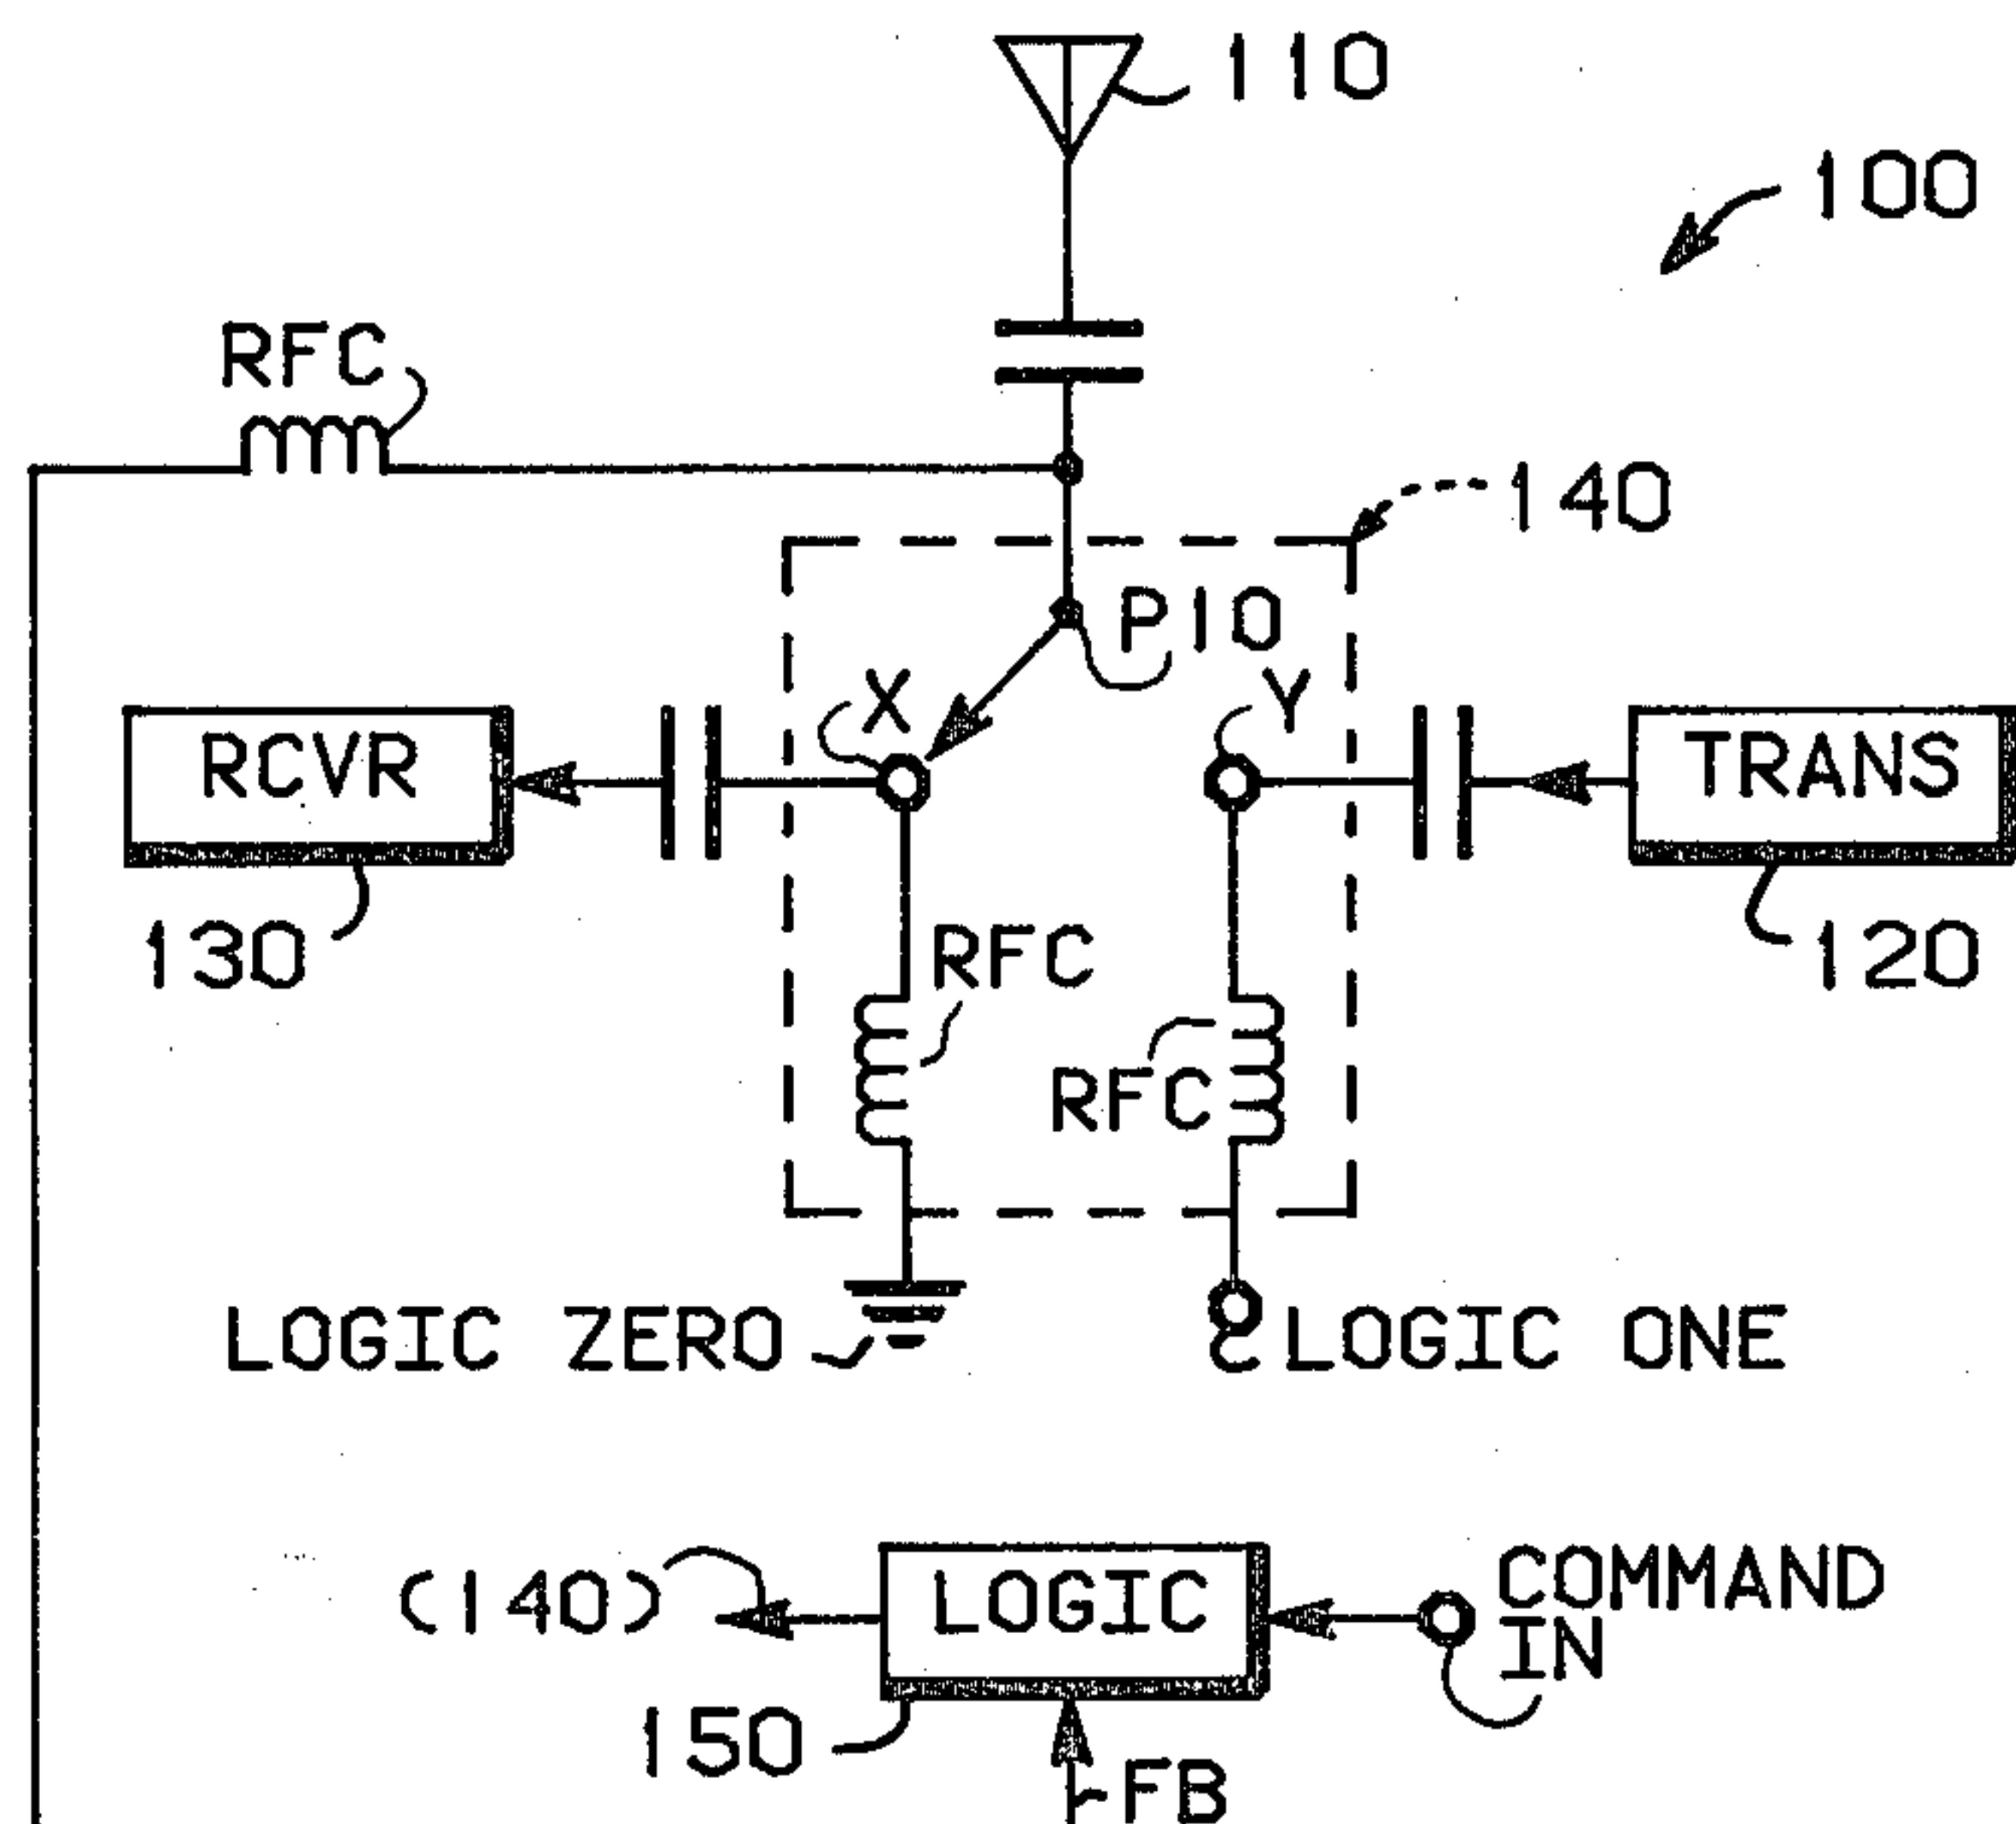 110
100
RFC
140
P10
X
Y
RCVR
TRANS
130
120
RFC
RFC
LOGIC ZERO
LOGIC ONE
(140)
LOGIC
COMMAND
IN
150
FB